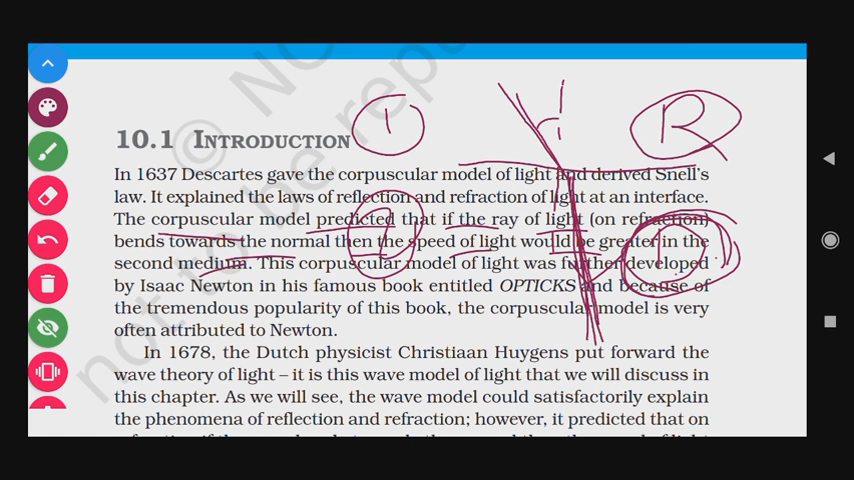 10.1 INTRODUCTION
In 1637 Descartes gave the corpuscular model of light and derived Snell's
law. It explained the laws of reflection and refraction of light at an interface.
The corpuscular model predicted that if the ray of light (on refraction)
bends towards the normal then the speed of light would be greater in the
second medium. This corpuscular model of light was further developed
by Isaac Newton in his famous book entitled OPTICKS and because of
the tremendous popularity of this book, the corpuscular model is very
often attributed to Newton.
In 1678, the Dutch physicist Christiaan Huygens put forward the
wave theory of light – it is this wave model of light that we will discuss in
this chapter. As we will see, the wave model could satisfactorily explain
the phenomena of reflection and refraction; however, it predicted that on
1
R
2
i
© NO
not to be repu